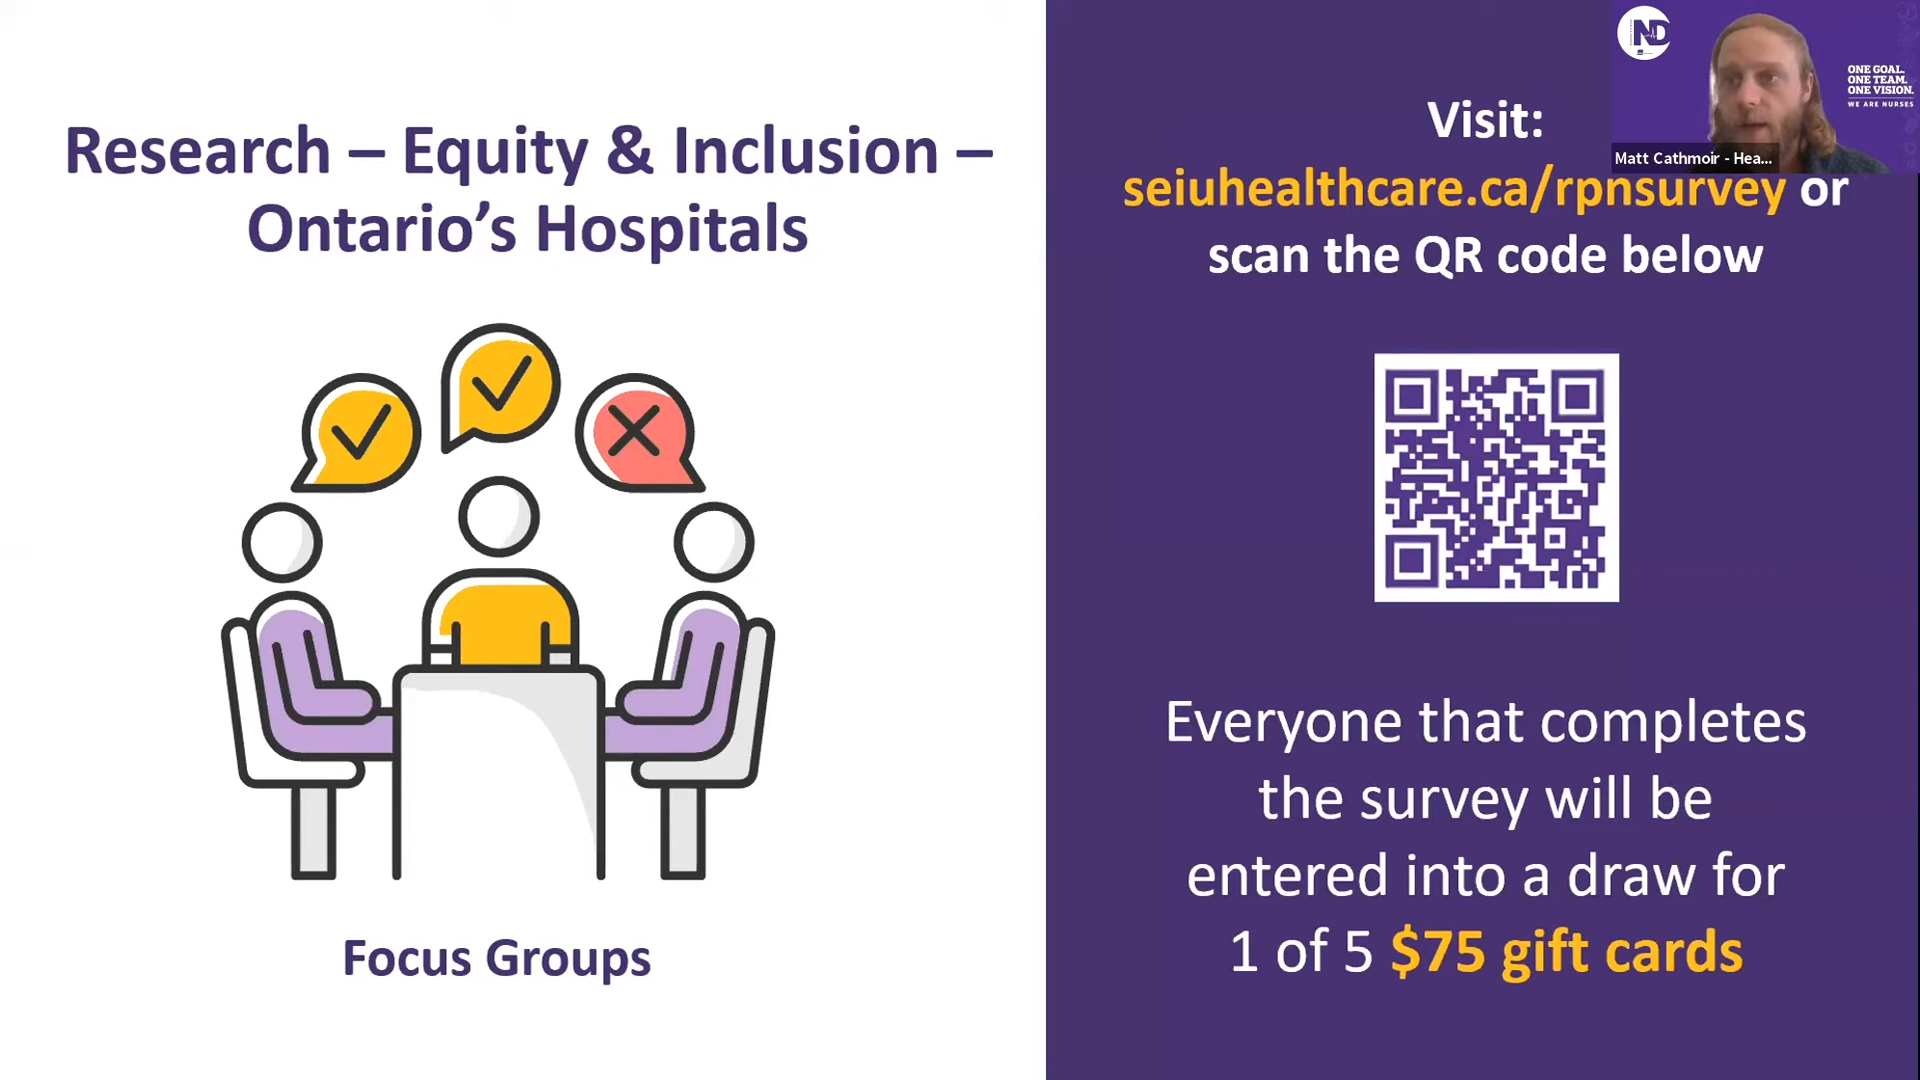 Research – Equity & Inclusion –
Ontario's Hospitals
Focus Groups
Visit:
seiuhealthcare.ca/rpnsurvey or
scan the QR code below
Everyone that completes
the survey will be
entered into a draw for
1 of 5 $75 gift cards
ND
ONE GOAL.
ONE TEAM.
ONE VISION.
WE ARE NURSES
Matt Cathmoir - Hea...